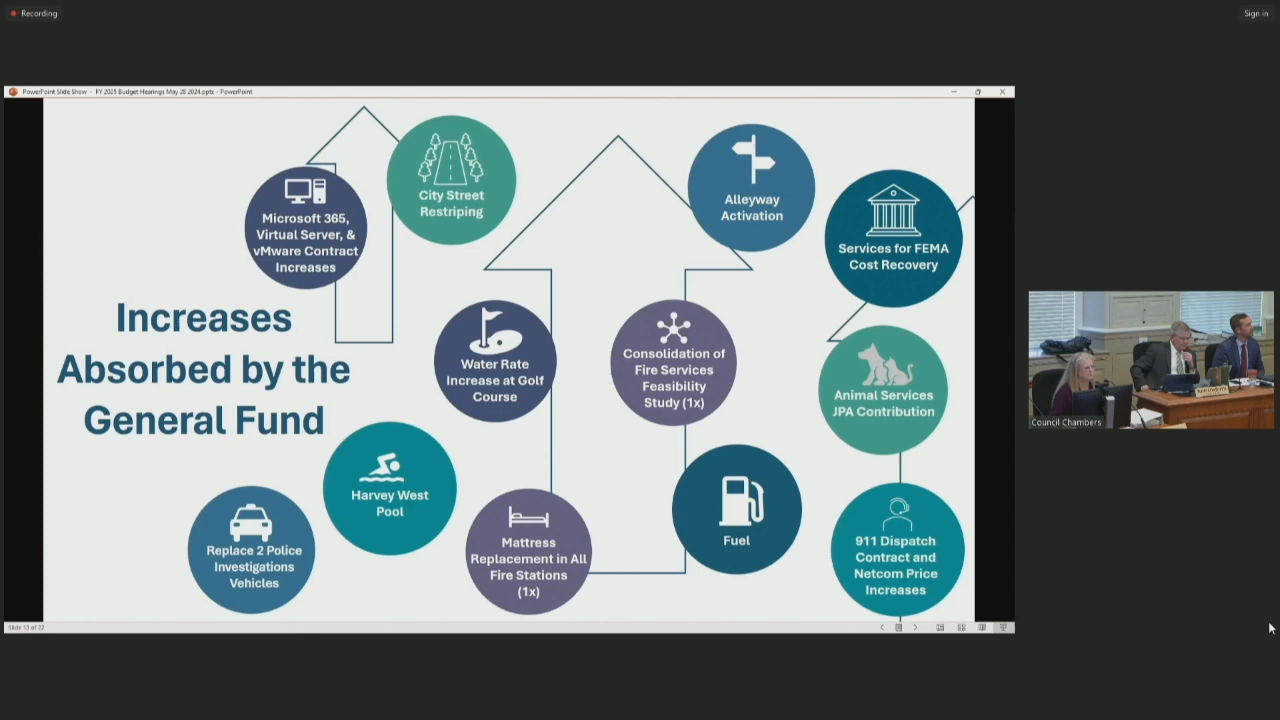 Recording
Sign in
PowerPoint Slide Show - FY 2025 Budget Hearings May 28 2024.pptx - PowerPoint
City Street
Restriping
Alleyway
Activation
Microsoft 365,
Virtual Server, &
vMware Contract
Increases
Services for FEMA
Cost Recovery
Increases
Absorbed by the
General Fund
Water Rate
Increase at Golf
Course
Consolidation of
Fire Services
Feasibility
Study (1x)
Animal Services
JPA Contribution
Harvey West
Pool
Replace 2 Police
Investigations
Vehicles
Mattress
Replacement in All
Fire Stations
(1x)
Fuel
911 Dispatch
Contract and
Netcom Price
Increases
Council Chambers
Slide 13 of 22